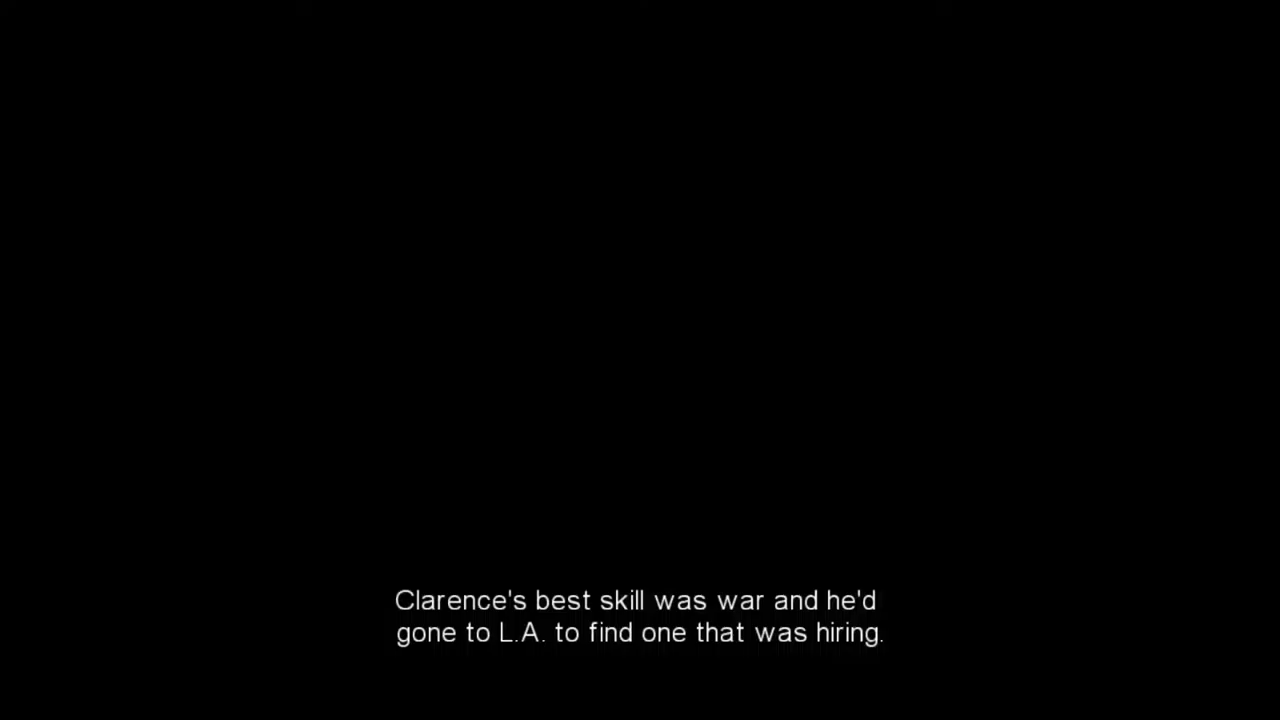 Clarence's best skill was war and he'd
gone to L.A. to find one that was hiring.